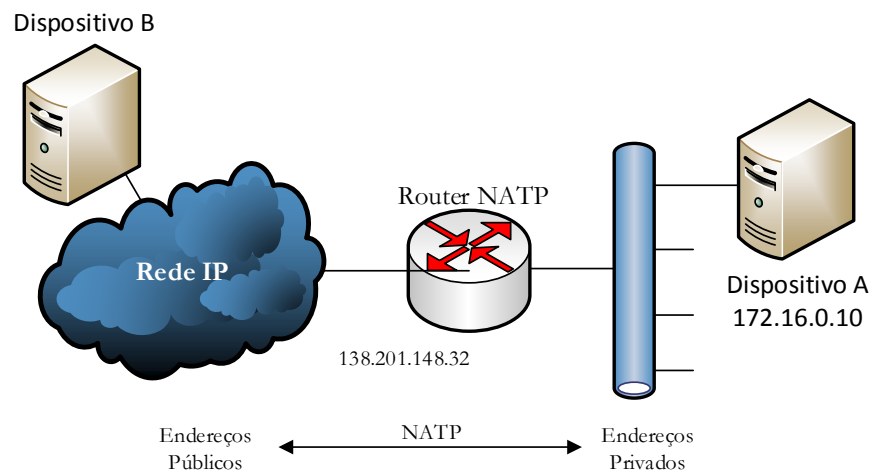 Dispositivo B
Router NATP
Rede IP
Dispositivo A
172.16.0.10
138.201.148.32
Endereços
Públicos
NATP
Endereços
Privados